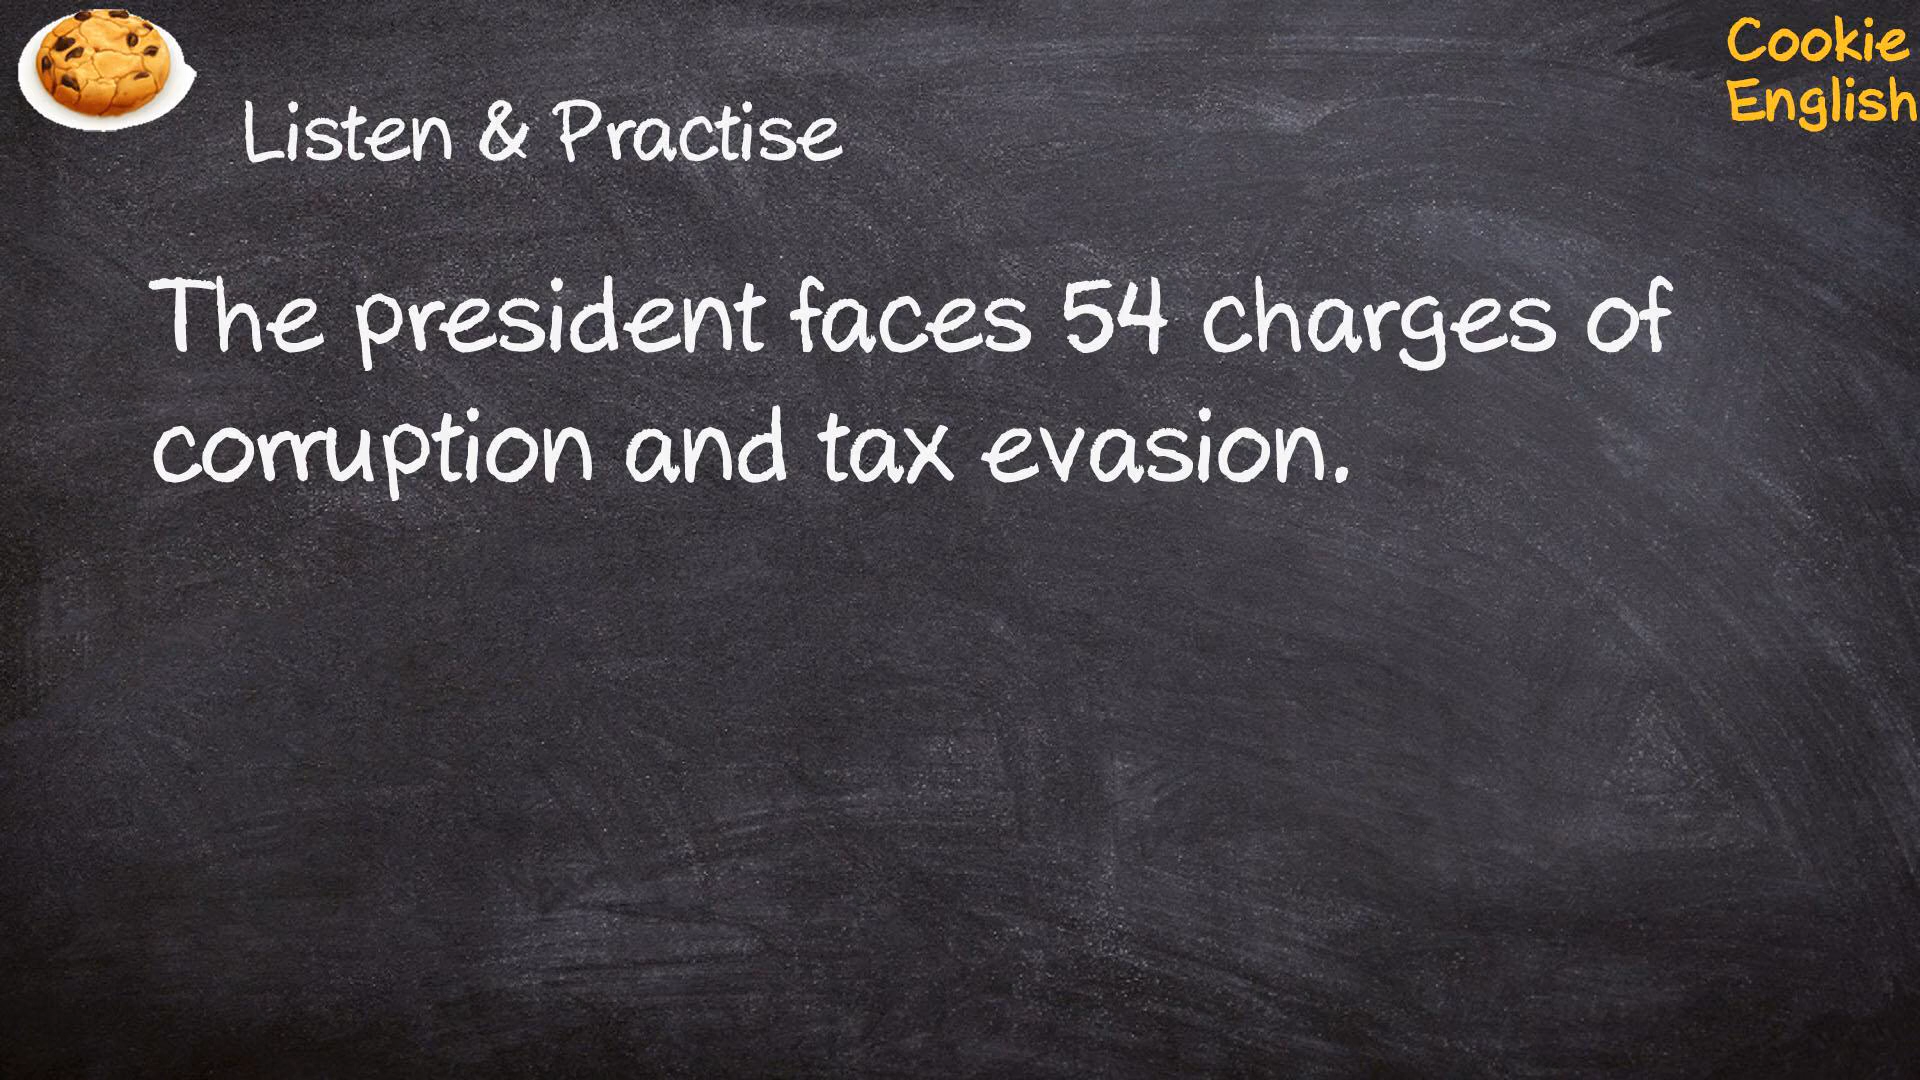 Cookie
English
Listen & Practise
The president faces 54 charges of
corruption and tax evasion.